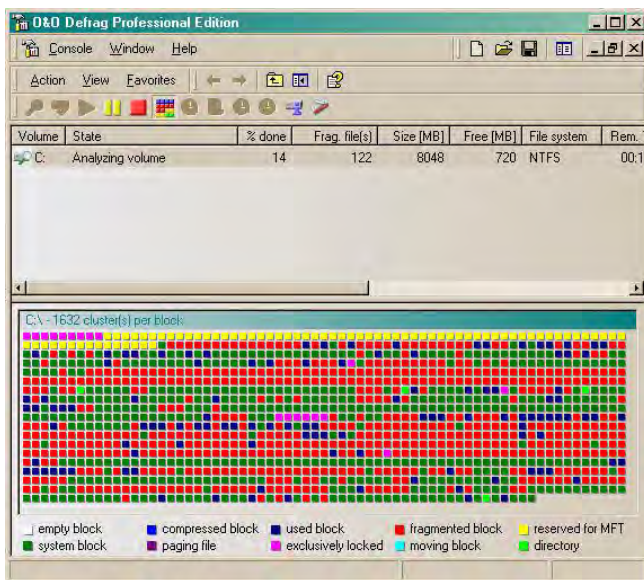 O&O Defrag Professional Edition
Console Window Help
Action View Favorites
Volume State % done Frag. file(s) Size [MB] Free [MB] File system Rem.
C: Analyzing volume 14 122 8048 720 NTFS 00:1
C:\ - 1632 cluster(s) per block
empty block compressed block used block fragmented block reserved for MFT
system block paging file exclusively locked moving block directory